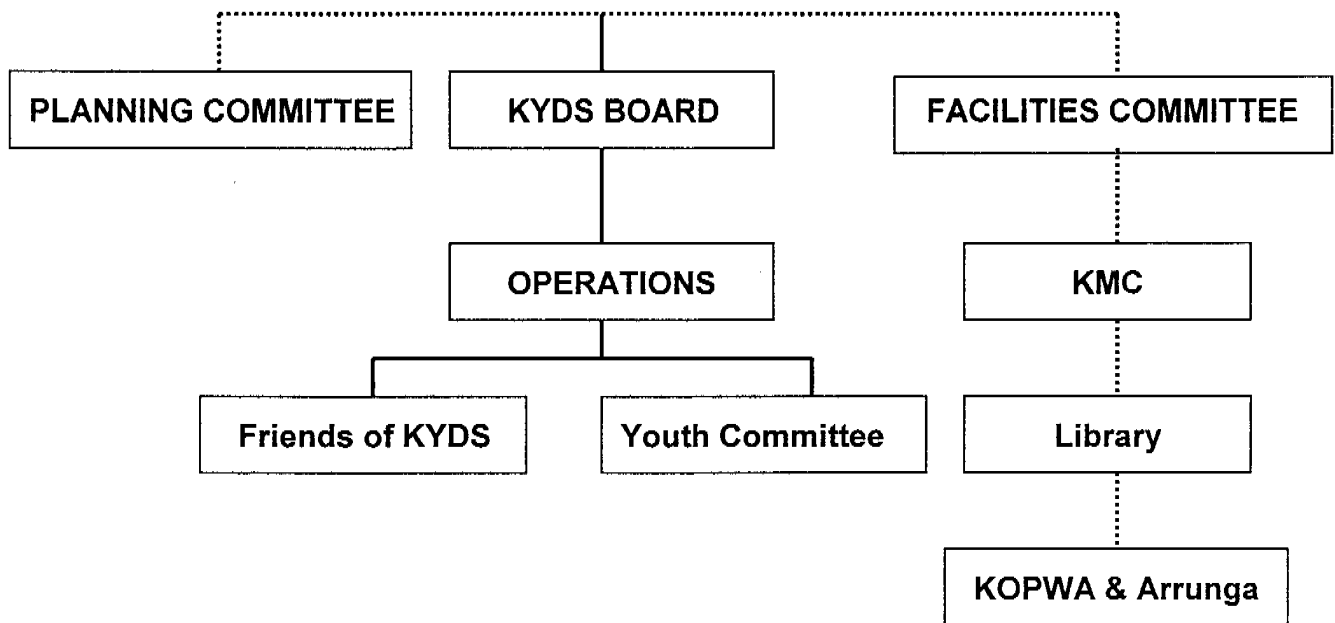 PLANNING COMMITTEE
KYDS BOARD
FACILITIES COMMITTEE
OPERATIONS
KMC
Friends of KYDS
Youth Committee
Library
KOPWA & Arrunga